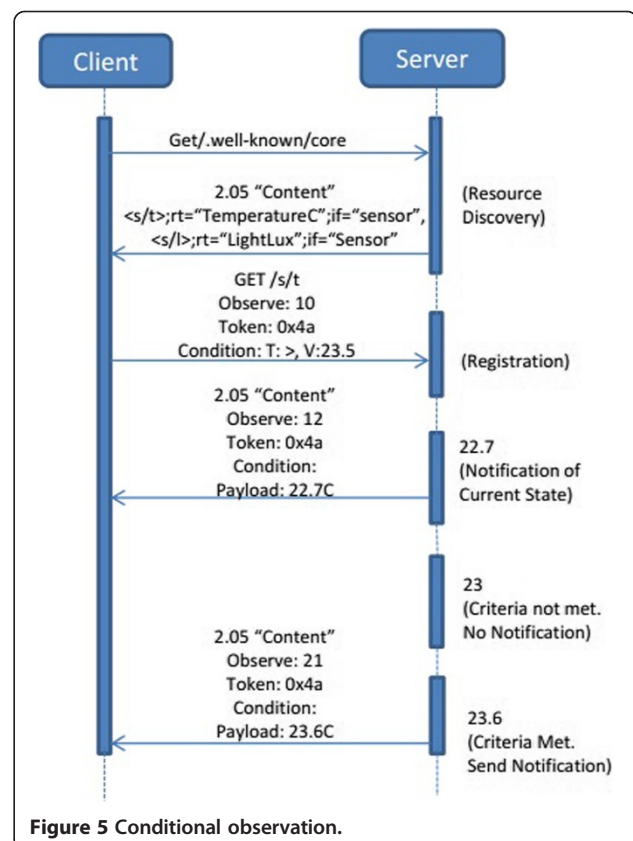 Client
Server
Get/.well-known/core
2.05 “Content”
<s/t>;rt=“TemperatureC”;if=“sensor”,
<s/l>;rt=“LightLux”;if=“Sensor”
(Resource
Discovery)
GET /s/t
Observe: 10
Token: 0x4a
Condition: T: >, V:23.5
(Registration)
2.05 “Content”
Observe: 12
Token: 0x4a
Condition:
Payload: 22.7C
22.7
(Notification of
Current State)
23
(Criteria not met.
No Notification)
2.05 “Content”
Observe: 21
Token: 0x4a
Condition:
Payload: 23.6C
23.6
(Criteria Met.
Send Notification)
Figure 5 Conditional observation.